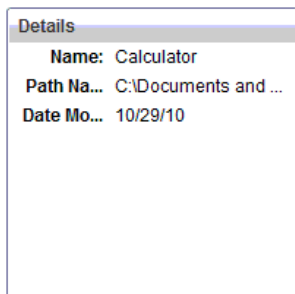 Details
Name: Calculator
Path Na... C:\Documents and ...
Date Mo... 10/29/10